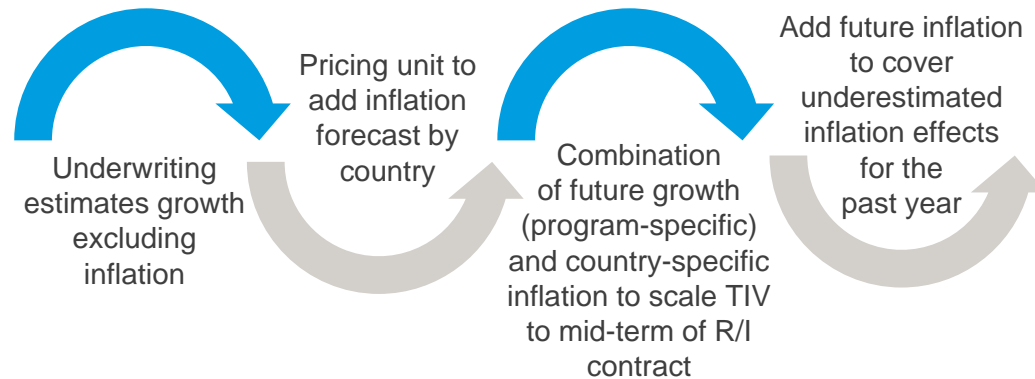 Underwriting
estimates growth
excluding
inflation
Pricing unit to
add inflation
forecast by
country
Combination
of future growth
(program-specific)
and country-specific
inflation to scale TIV
to mid-term of R/I
contract
Add future inflation
to cover
underestimated
inflation effects
for the
past year